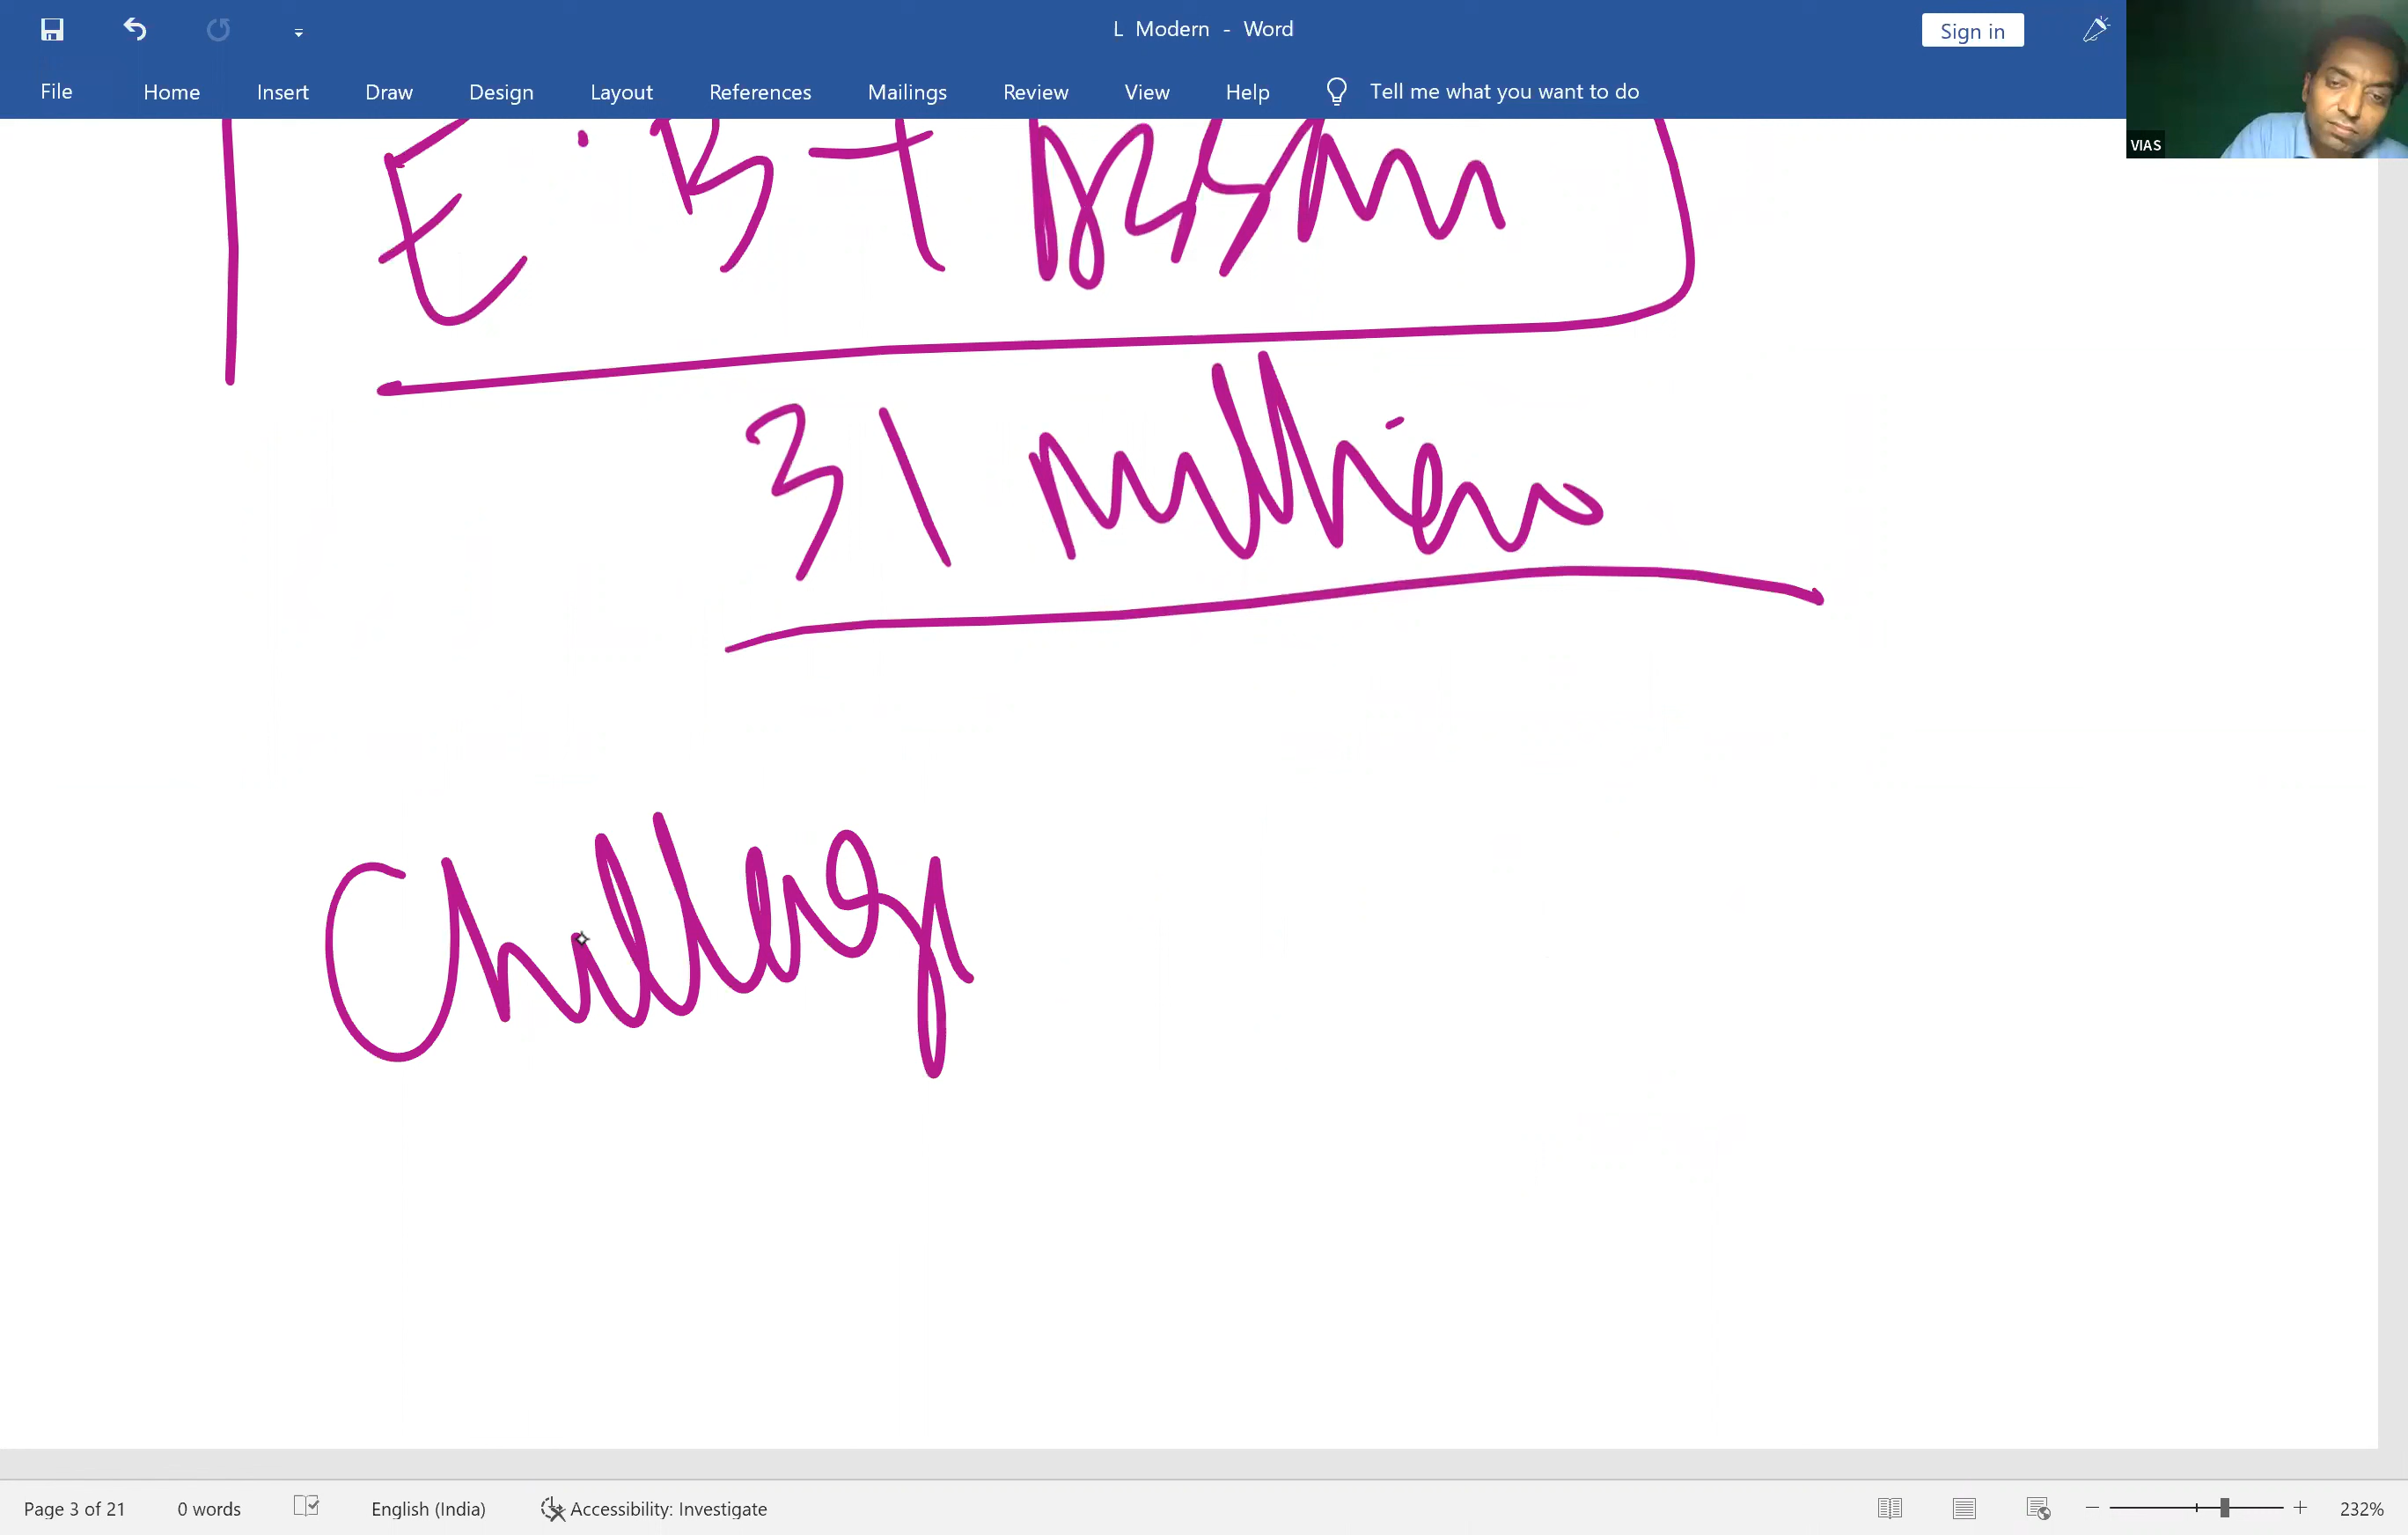 L Modern - Word
Sign in
File Home Insert Draw Design Layout References Mailings Review View Help Tell me what you want to do
VIAS
31 million
Page 3 of 21 0 words English (India) Accessibility: Investigate 232%